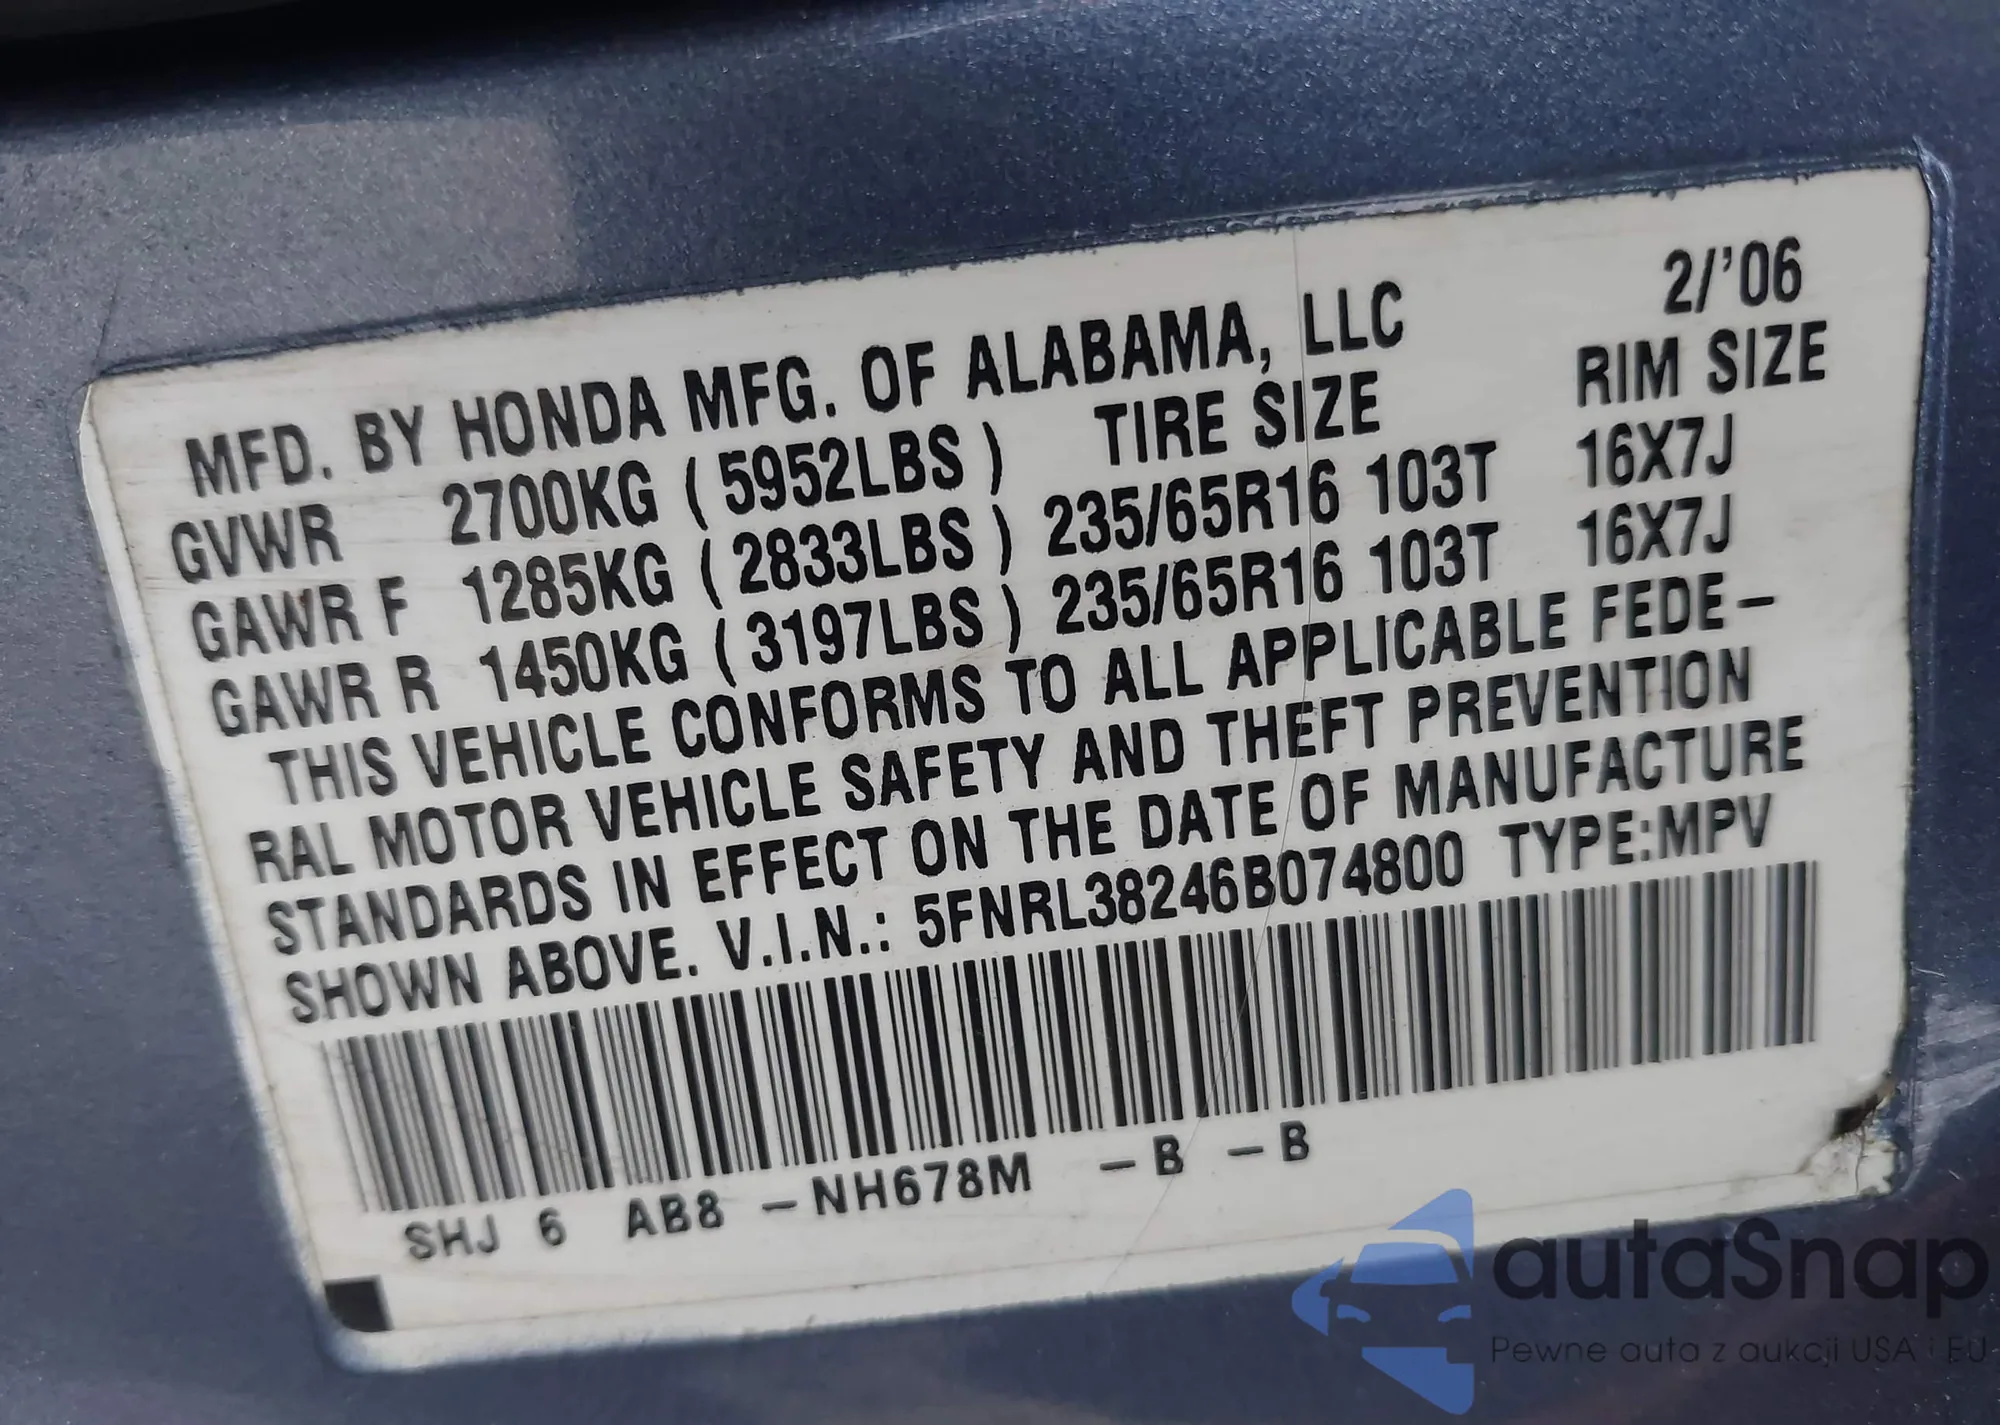 MFD. BY HONDA MFG. OF ALABAMA, LLC 2/'06
GVWR 2700KG ( 5952LBS ) TIRE SIZE RIM SIZE
GAWR F 1285KG ( 2833LBS ) 235/65R16 103T 16X7J
GAWR R 1450KG ( 3197LBS ) 235/65R16 103T 16X7J
THIS VEHICLE CONFORMS TO ALL APPLICABLE FEDE-
RAL MOTOR VEHICLE SAFETY AND THEFT PREVENTION
STANDARDS IN EFFECT ON THE DATE OF MANUFACTURE
SHOWN ABOVE. V.I.N.: 5FNRL38246B074800 TYPE:MPV
SHJ 6 AB8 -NH678M -B -B
autaSnap
Pewne auta z aukcji USA i EU